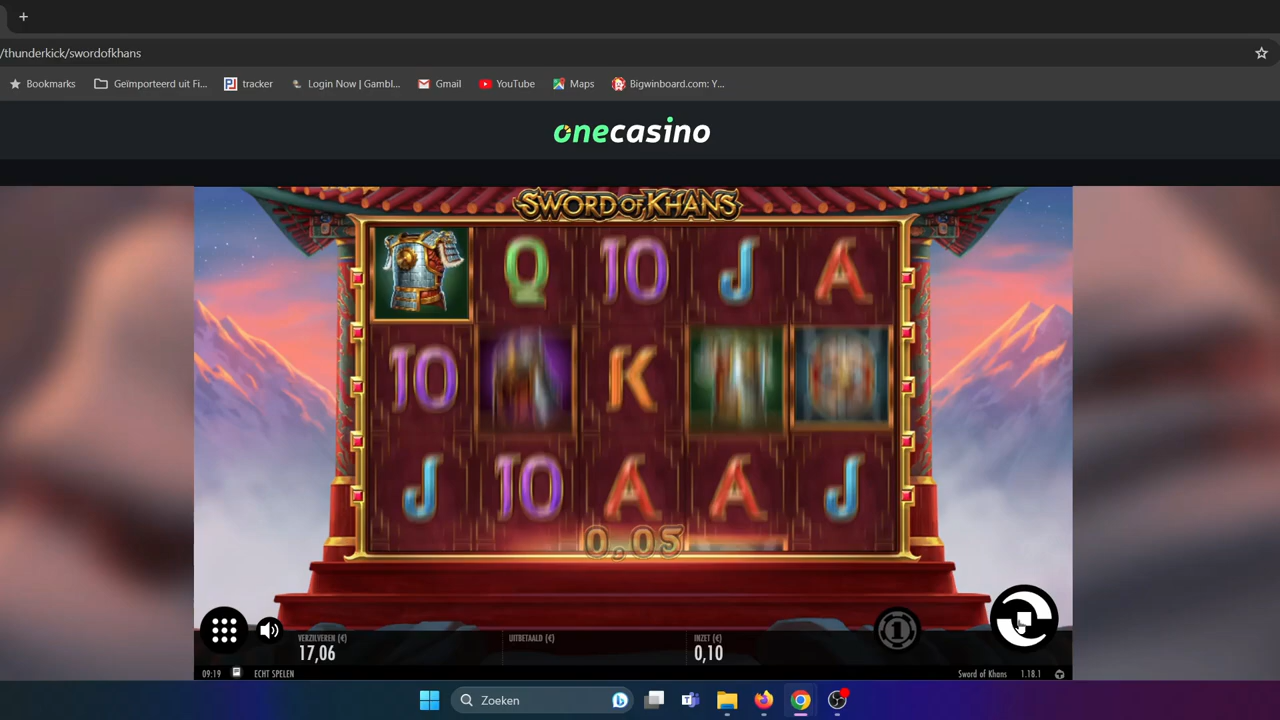 /thunderkick/swordofkhans
Bookmarks
Geïmporteerd uit Fi...
tracker
Login Now | Gambl...
Gmail
YouTube
Maps
Bigwinboard.com: Y...
onecasino
SWORD OF KHANS
Q 10 J A
10 K
J 10 A A J
0,05
VERZILVEREN (€)
17,06
UITBETAALD (€)
INZET (€)
0,10
1
09:19
ECHT SPELEN
Sword of Khans
1.18.1
Zoeken